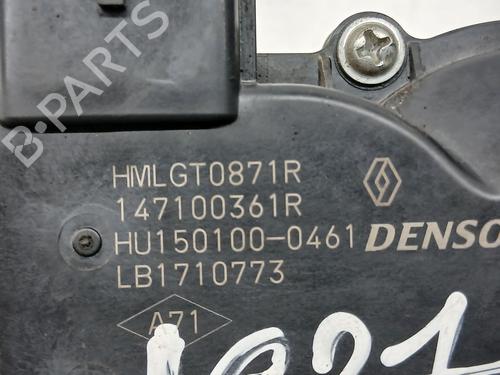 B-PARTS
HMLGT0871R
147100361R
HU150100-0461
DENSO
LB1710773
A71